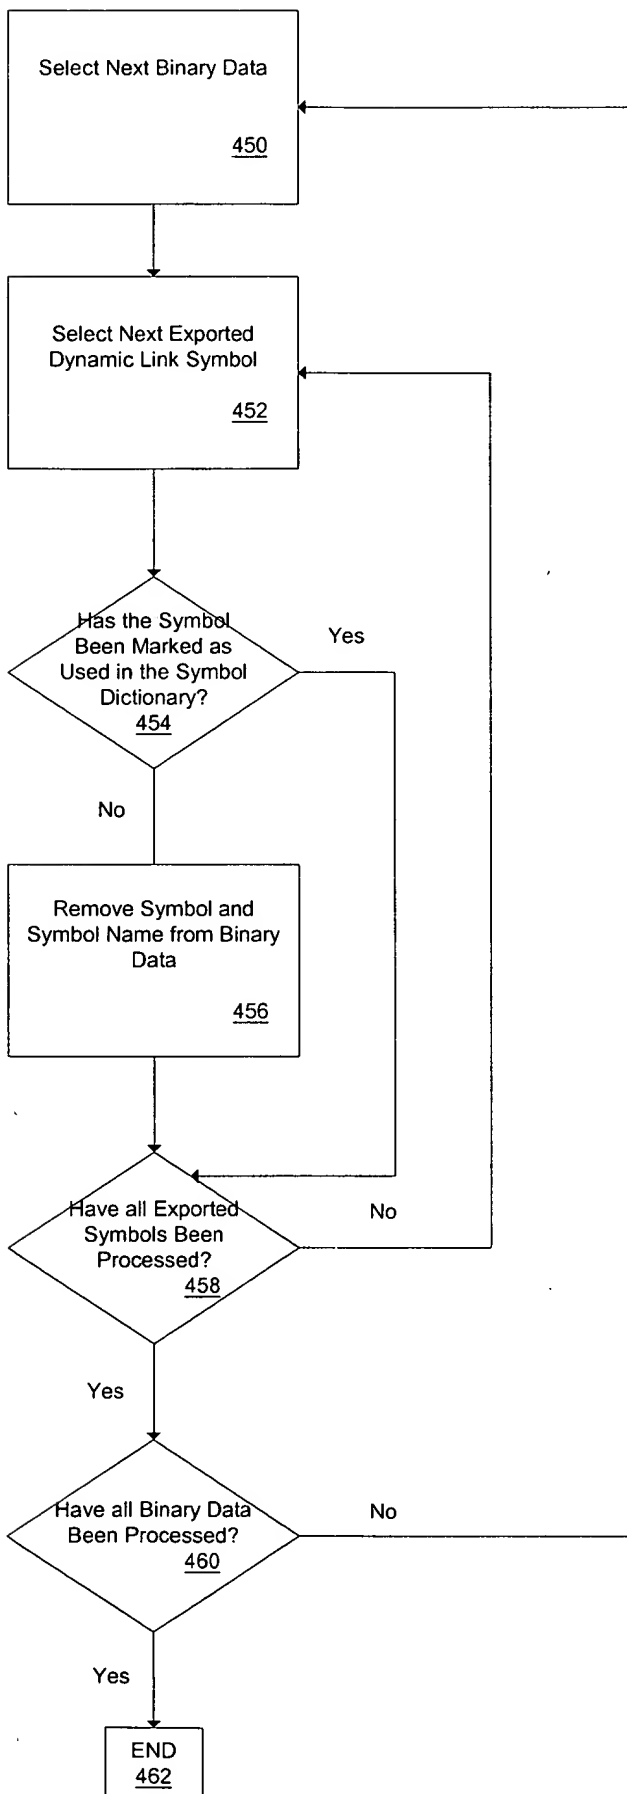 Select Next Binary Data
450
Select Next Exported
Dynamic Link Symbol
452
Has the Symbol
Been Marked as
Used in the Symbol
Dictionary?
454
Yes
No
Remove Symbol and
Symbol Name from Binary
Data
456
Have all Exported
Symbols Been
Processed?
458
No
Yes
Have all Binary Data
Been Processed?
460
No
Yes
END
462